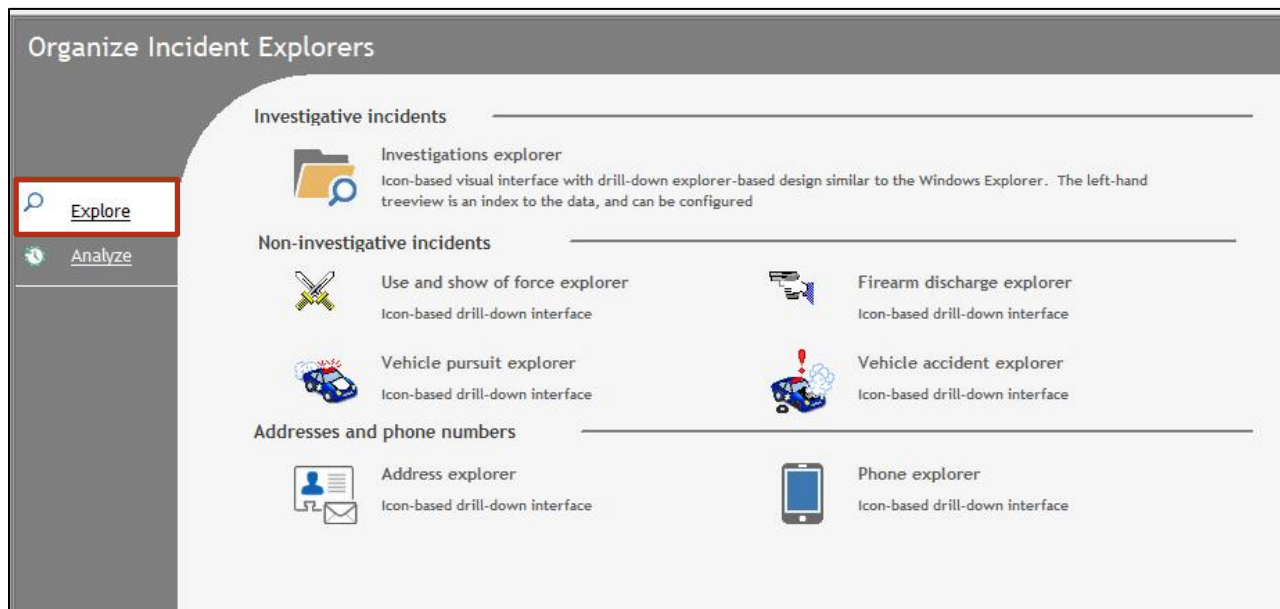 Organize Incident Explorers
Explore
Analyze
Investigative incidents
Investigations explorer
Icon-based visual interface with drill-down explorer-based design similar to the Windows Explorer. The left-hand
treeview is an index to the data, and can be configured
Non-investigative incidents
Use and show of force explorer
Icon-based drill-down interface
Firearm discharge explorer
Icon-based drill-down interface
Vehicle pursuit explorer
Icon-based drill-down interface
Vehicle accident explorer
Icon-based drill-down interface
Addresses and phone numbers
Address explorer
Icon-based drill-down interface
Phone explorer
Icon-based drill-down interface